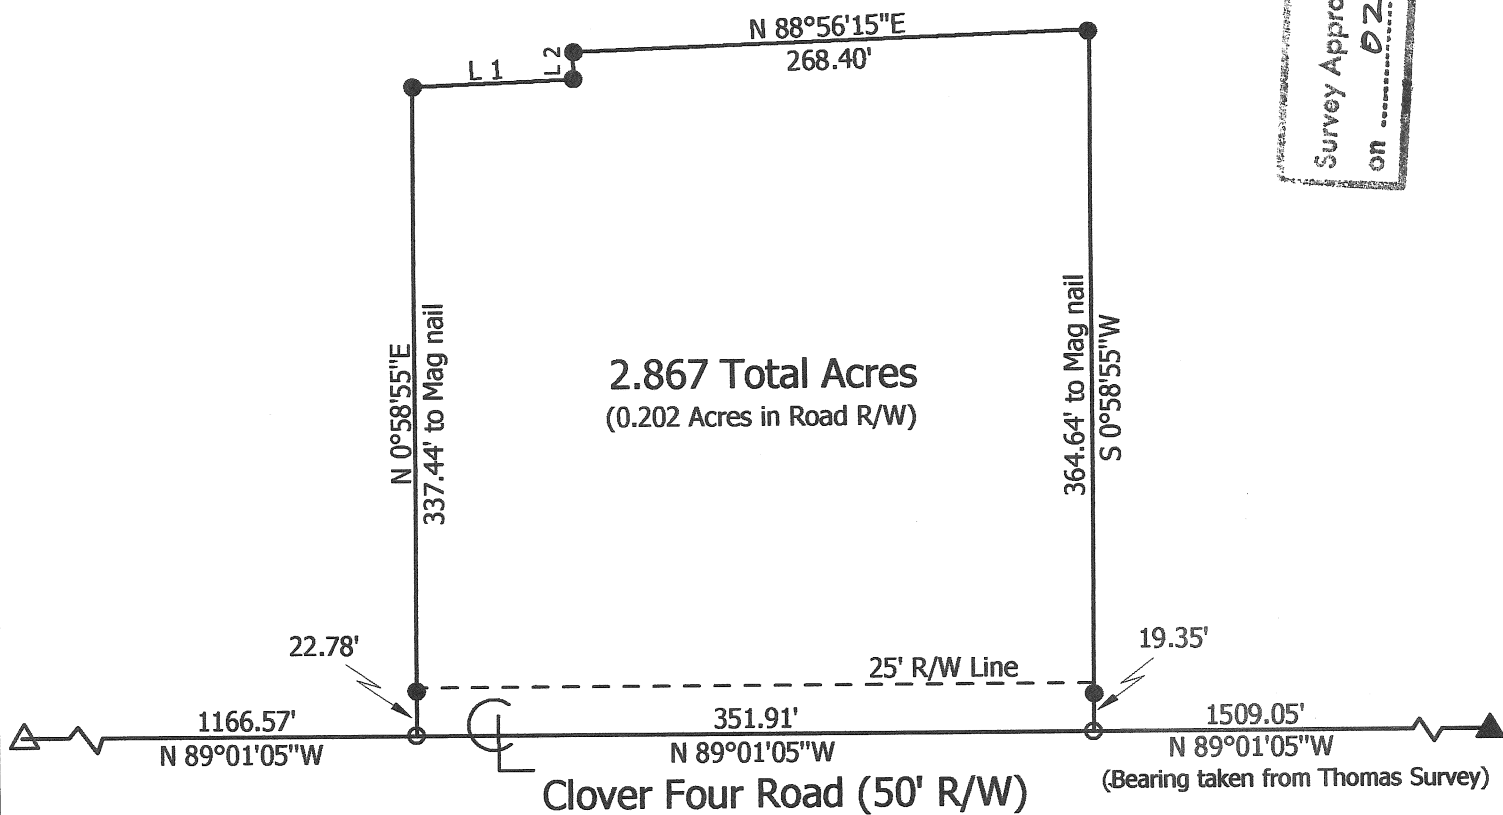 N 88°56'15"E
268.40'
L 1
L 2
Survey Appro
on 02
N 0°58'55"E
337.44' to Mag nail
2.867 Total Acres
(0.202 Acres in Road R/W)
364.64' to Mag nail
S 0°58'55"W
22.78'
19.35'
25' R/W Line
1166.57'
N 89°01'05"W
351.91'
N 89°01'05"W
1509.05'
N 89°01'05"W
(Bearing taken from Thomas Survey)
Clover Four Road (50' R/W)